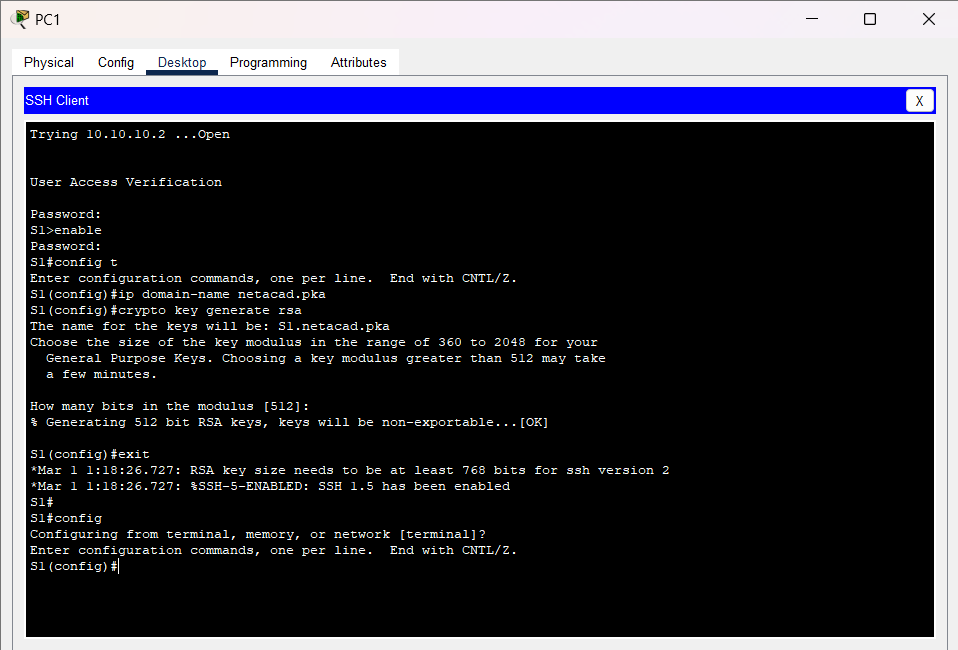 PC1
Physical Config Desktop Programming Attributes
SSH Client
X
Trying 10.10.10.2 ...Open
User Access Verification
Password:
S1>enable
Password:
S1#config t
Enter configuration commands, one per line.  End with CNTL/Z.
S1(config)#ip domain-name netacad.pka
S1(config)#crypto key generate rsa
The name for the keys will be: S1.netacad.pka
Choose the size of the key modulus in the range of 360 to 2048 for your
  General Purpose Keys. Choosing a key modulus greater than 512 may take
  a few minutes.
How many bits in the modulus [512]:
% Generating 512 bit RSA keys, keys will be non-exportable...[OK]
S1(config)#exit
*Mar 1 1:18:26.727: RSA key size needs to be at least 768 bits for ssh version 2
*Mar 1 1:18:26.727: %SSH-5-ENABLED: SSH 1.5 has been enabled
S1#
S1#config
Configuring from terminal, memory, or network [terminal]?
Enter configuration commands, one per line.  End with CNTL/Z.
S1(config)#